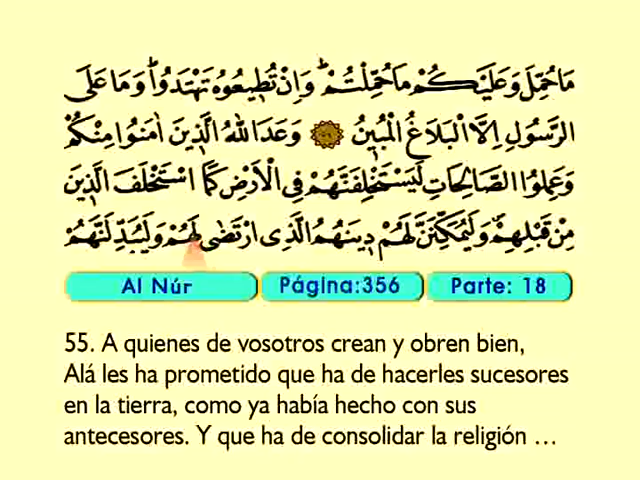 مَا حُمِّلَ وَعَلَيْكُمْ مَا حُمِّلْتُمْ ۖ وَإِنْ تُطِيعُوهُ تَهْتَدُوا ۚ وَمَا عَلَى
الرَّسُولِ إِلَّا الْبَلَاغُ الْمُبِينُ وَعَدَ اللَّهُ الَّذِينَ آمَنُوا مِنْكُمْ
وَعَمِلُوا الصَّالِحَاتِ لَيَسْتَخْلِفَنَّهُمْ فِي الْأَرْضِ كَمَا اسْتَخْلَفَ الَّذِينَ
مِنْ قَبْلِهِمْ وَلَيُمَكِّنَنَّ لَهُمْ دِينَهُمُ الَّذِي ارْتَضَىٰ لَهُمْ وَلَيُبَدِّلَنَّهُمْ
Al Núr Página:356 Parte: 18
55. A quienes de vosotros crean y obren bien,
Alá les ha prometido que ha de hacerles sucesores
en la tierra, como ya había hecho con sus
antecesores. Y que ha de consolidar la religión …